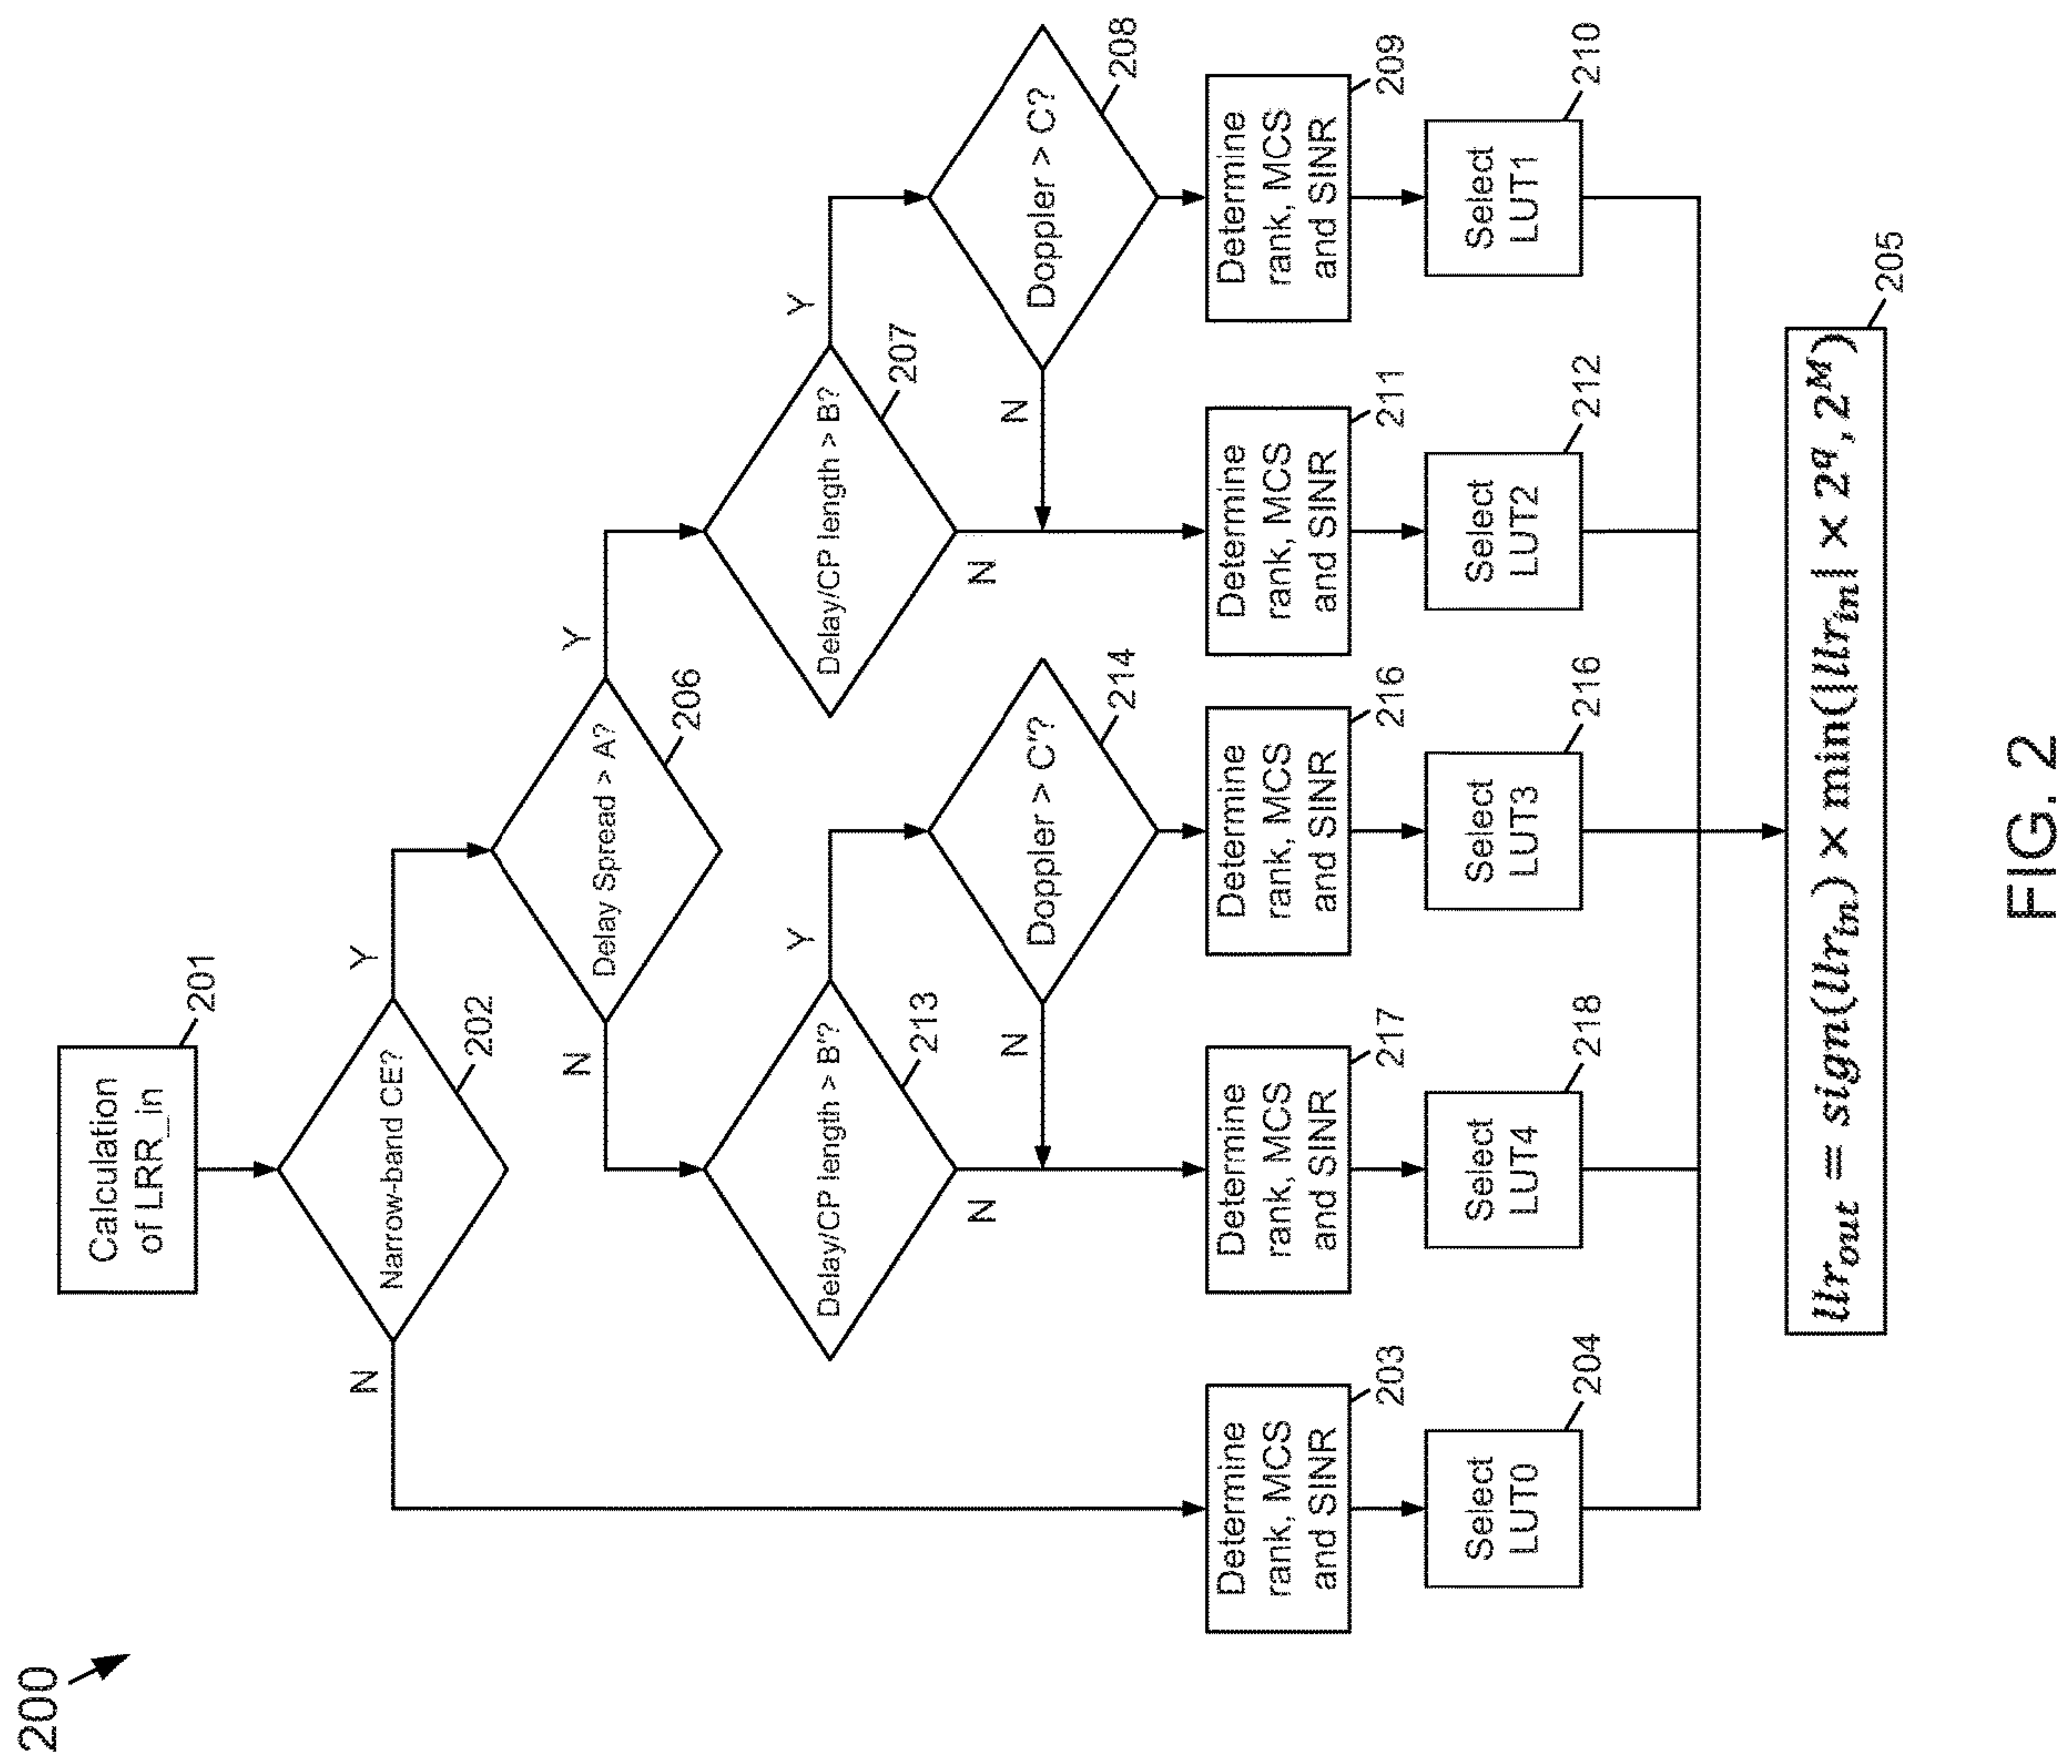 200
Calculation
of LRR_in
201
Narrow-band CE?
202
N
Y
Delay Spread > A?
206
N
Y
Delay/CP length > B'?
213
N
Y
Delay/CP length > B?
207
N
Y
Doppler > C'?
214
N
Doppler > C?
208
N
Determine
rank, MCS
and SINR
203
Determine
rank, MCS
and SINR
217
Determine
rank, MCS
and SINR
216
Determine
rank, MCS
and SINR
211
Determine
rank, MCS
and SINR
209
Select
LUT0
204
Select
LUT4
218
Select
LUT3
216
Select
LUT2
212
Select
LUT1
210
llr_out = sign(llr_in) × min(|llr_in| × 2^q, 2^M)
205
FIG. 2